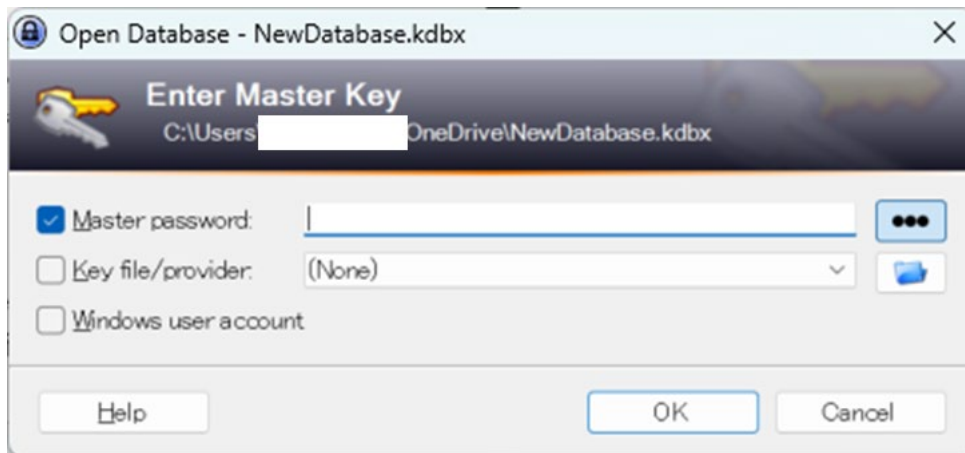 Open Database - NewDatabase.kdbx
Enter Master Key
C:\Users\ OneDrive\NewDatabase.kdbx
Master password:
Key file/provider: (None)
Windows user account
Help OK Cancel